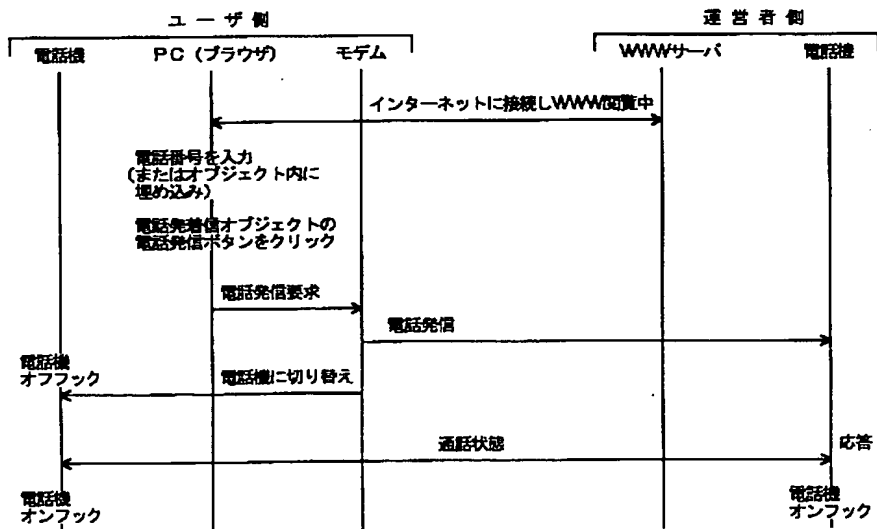 ユーザ側
運営者側
電話機
PC(ブラウザ)
モデム
WWWサーバ
電話機
インターネットに接続しWWW閲覧中
電話番号を入力
(またはオブジェクト内に
埋め込み)
電話発着信オブジェクトの
電話発信ボタンをクリック
電話発信要求
電話発信
電話機
オフフック
電話機に切り替え
通話状態
応答
電話機
オンフック
電話機
オンフック